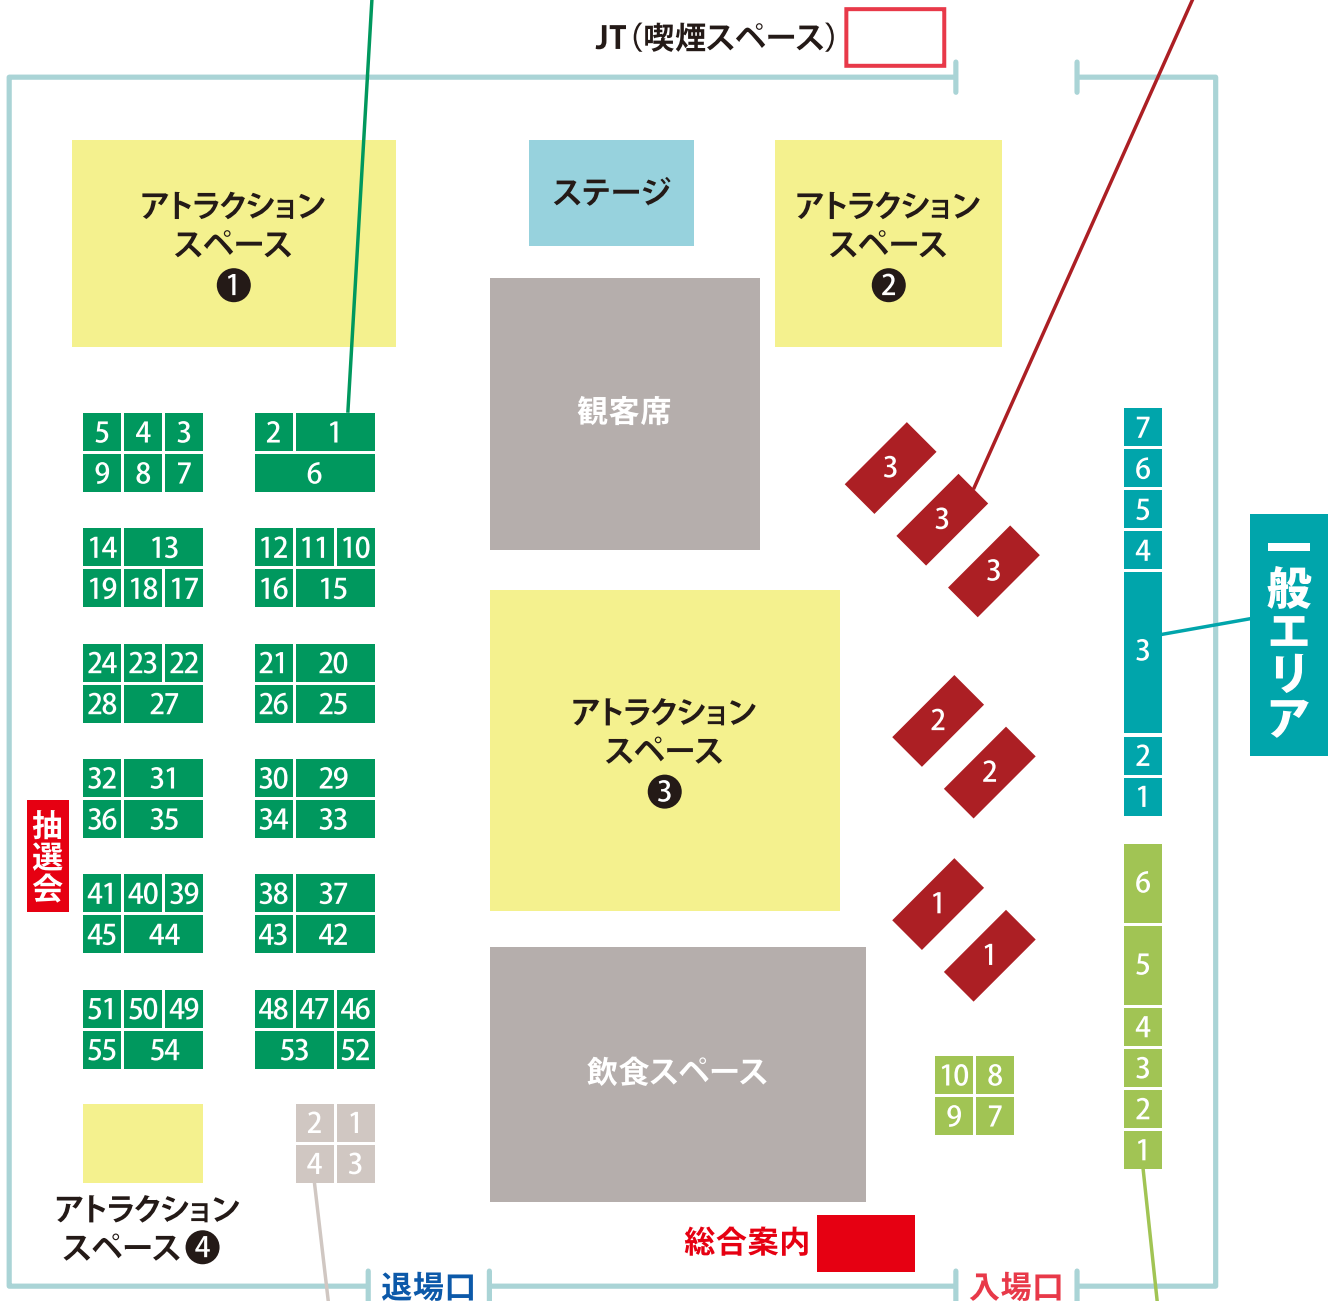 JT（喫煙スペース）
アトラクション
スペース
❶
ステージ
アトラクション
スペース
❷
観客席
5 4 3
9 8 7
2 1
6
14 13
19 18 17
12 11 10
16 15
24 23 22
28 27
21 20
26 25
32 31
36 35
30 29
34 33
41 40 39
45 44
38 37
43 42
51 50 49
55 54
48 47 46
53 52
抽選会
アトラクション
スペース
❸
3
3
3
2
2
1
1
7
6
5
4
3
2
1
一般エリア
6
5
4
3
2
1
10 8
9 7
飲食スペース
2 1
4 3
アトラクション
スペース❹
総合案内
退場口
入場口